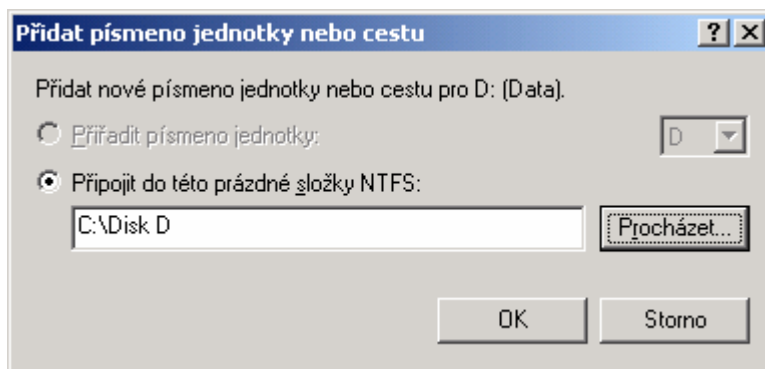 Přidat písmeno jednotky nebo cestu
Přidat nové písmeno jednotky nebo cestu pro D: (Data).
Přiřadit písmeno jednotky:
D
Připojit do této prázdné složky NTFS:
C:\Disk D
Procházet...
OK
Storno